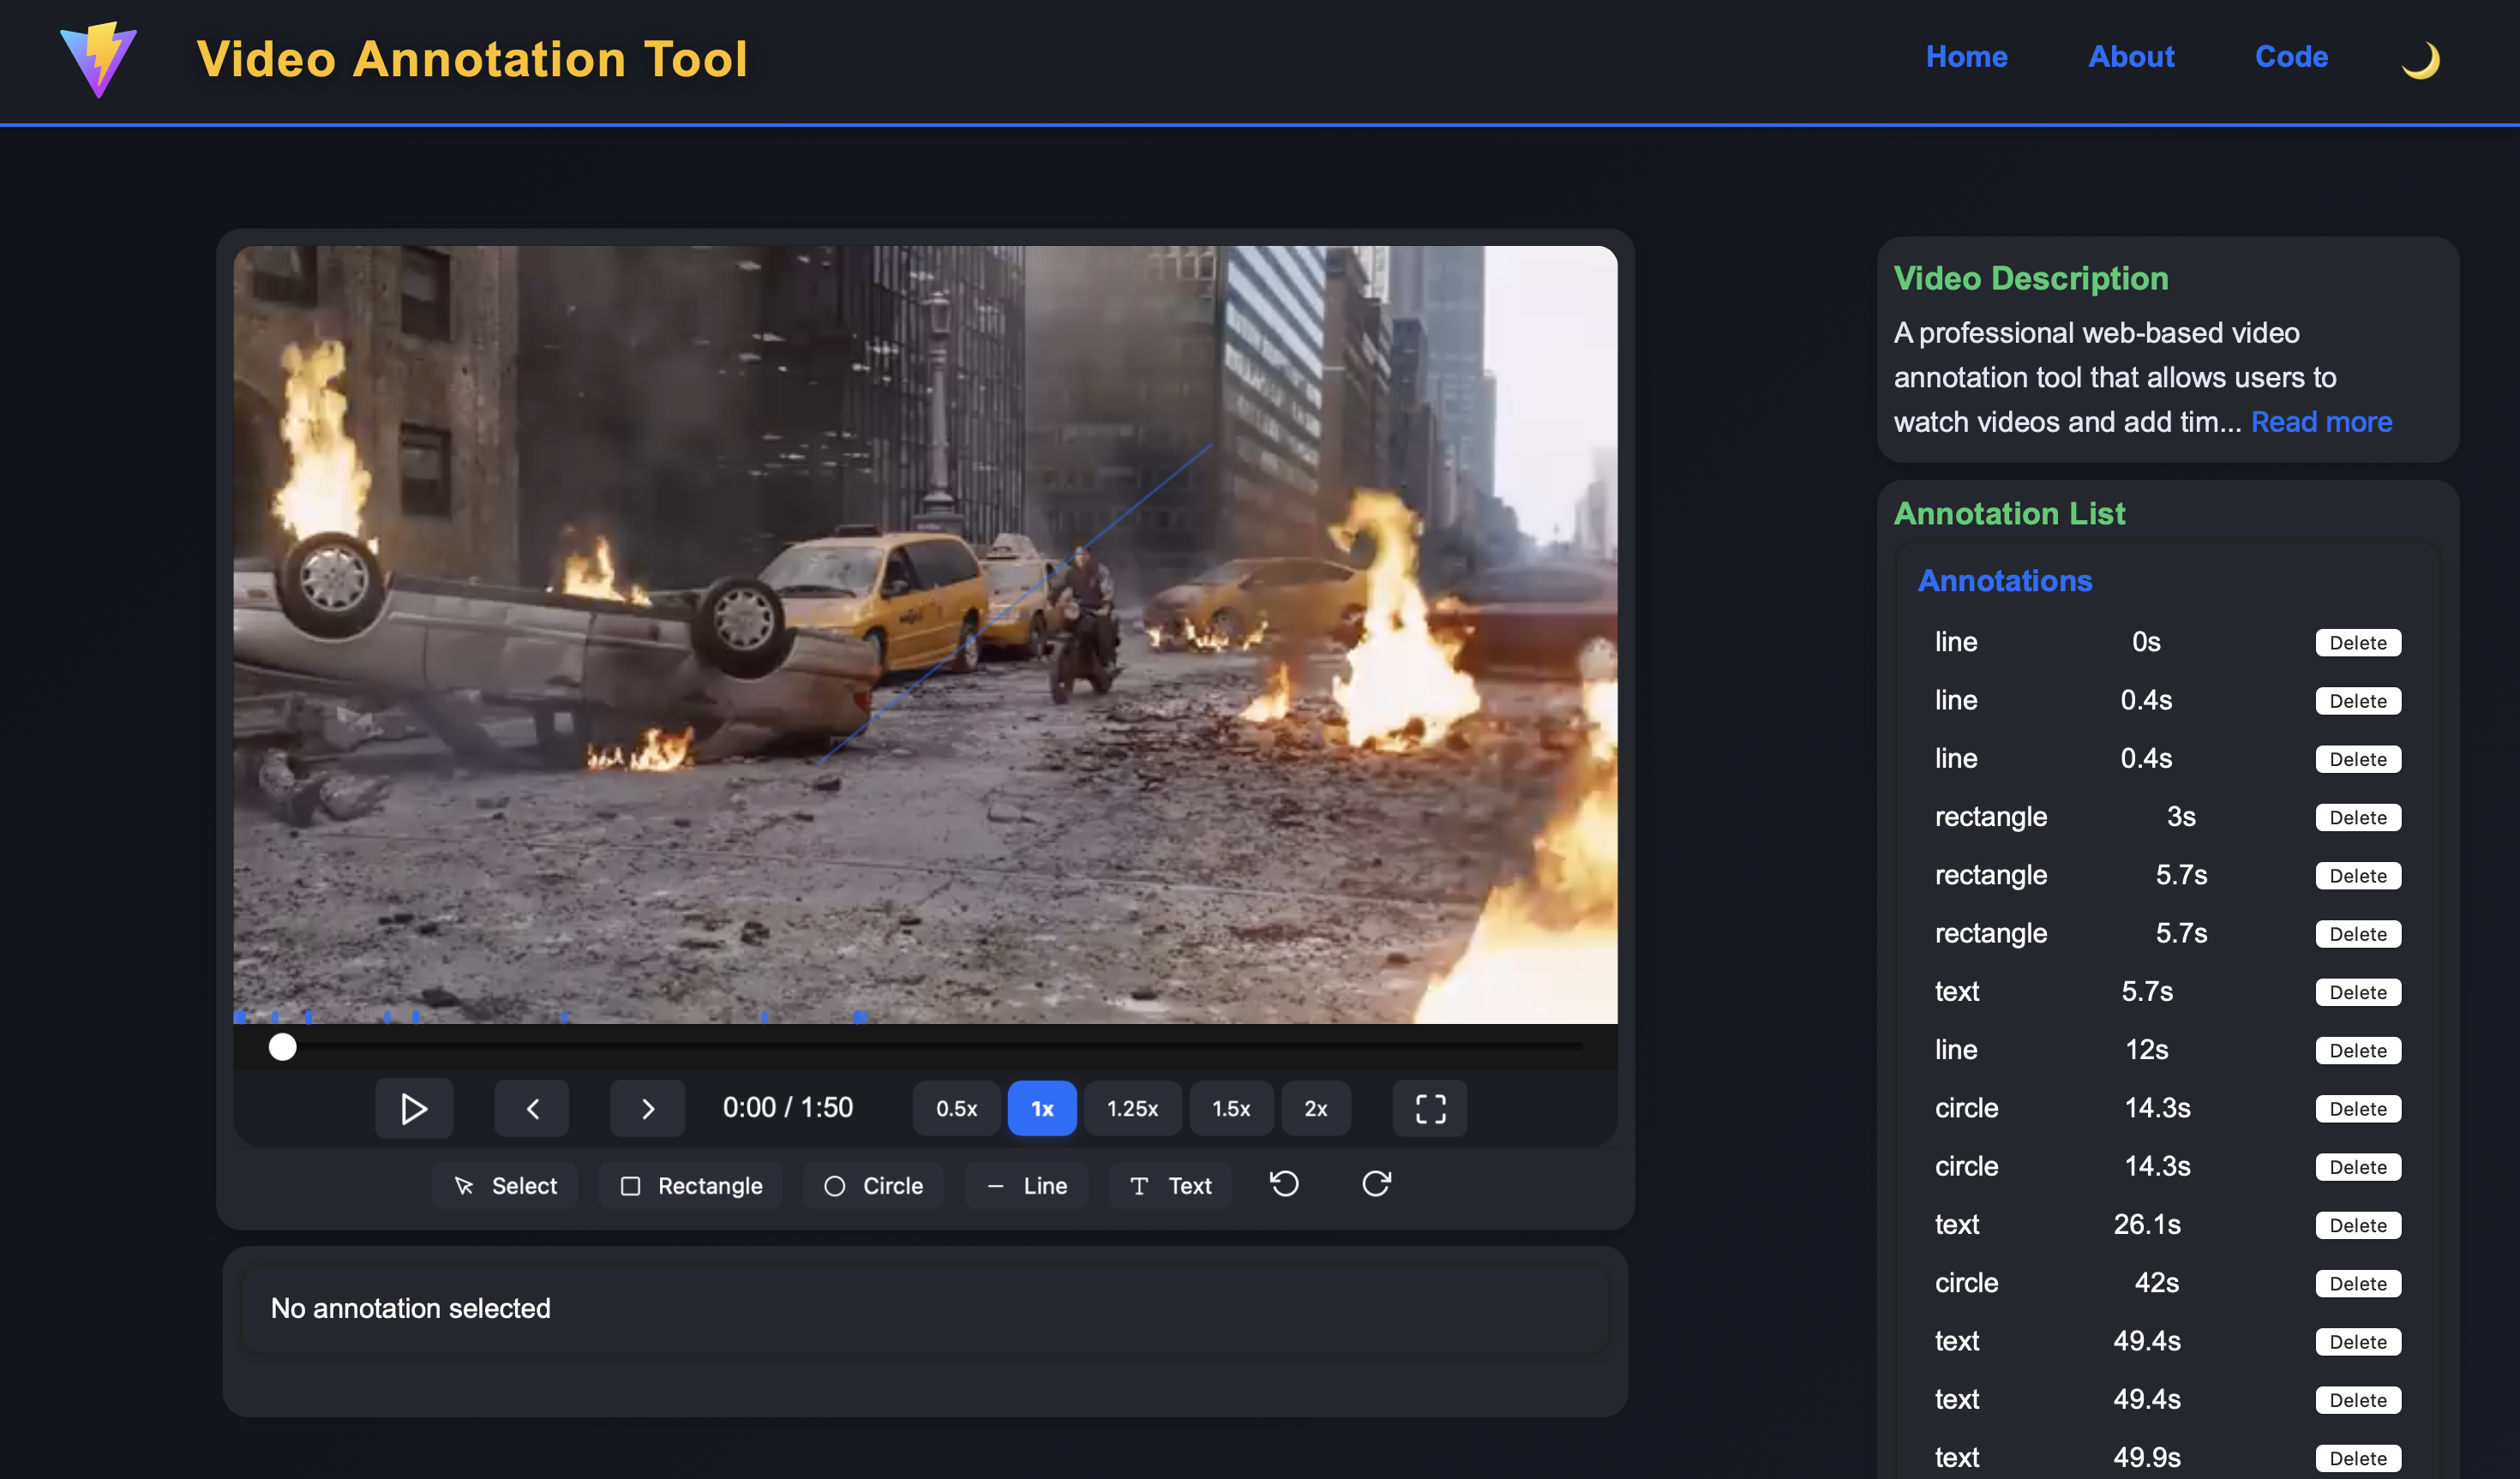 Video Annotation Tool
Home About Code
Video Description
A professional web-based video
annotation tool that allows users to
watch videos and add tim... Read more
Annotation List
Annotations
line 0s Delete
line 0.4s Delete
line 0.4s Delete
rectangle 3s Delete
rectangle 5.7s Delete
rectangle 5.7s Delete
text 5.7s Delete
line 12s Delete
circle 14.3s Delete
circle 14.3s Delete
text 26.1s Delete
circle 42s Delete
text 49.4s Delete
text 49.4s Delete
text 49.9s Delete
0:00 / 1:50 0.5x 1x 1.25x 1.5x 2x
Select Rectangle Circle Line Text
No annotation selected